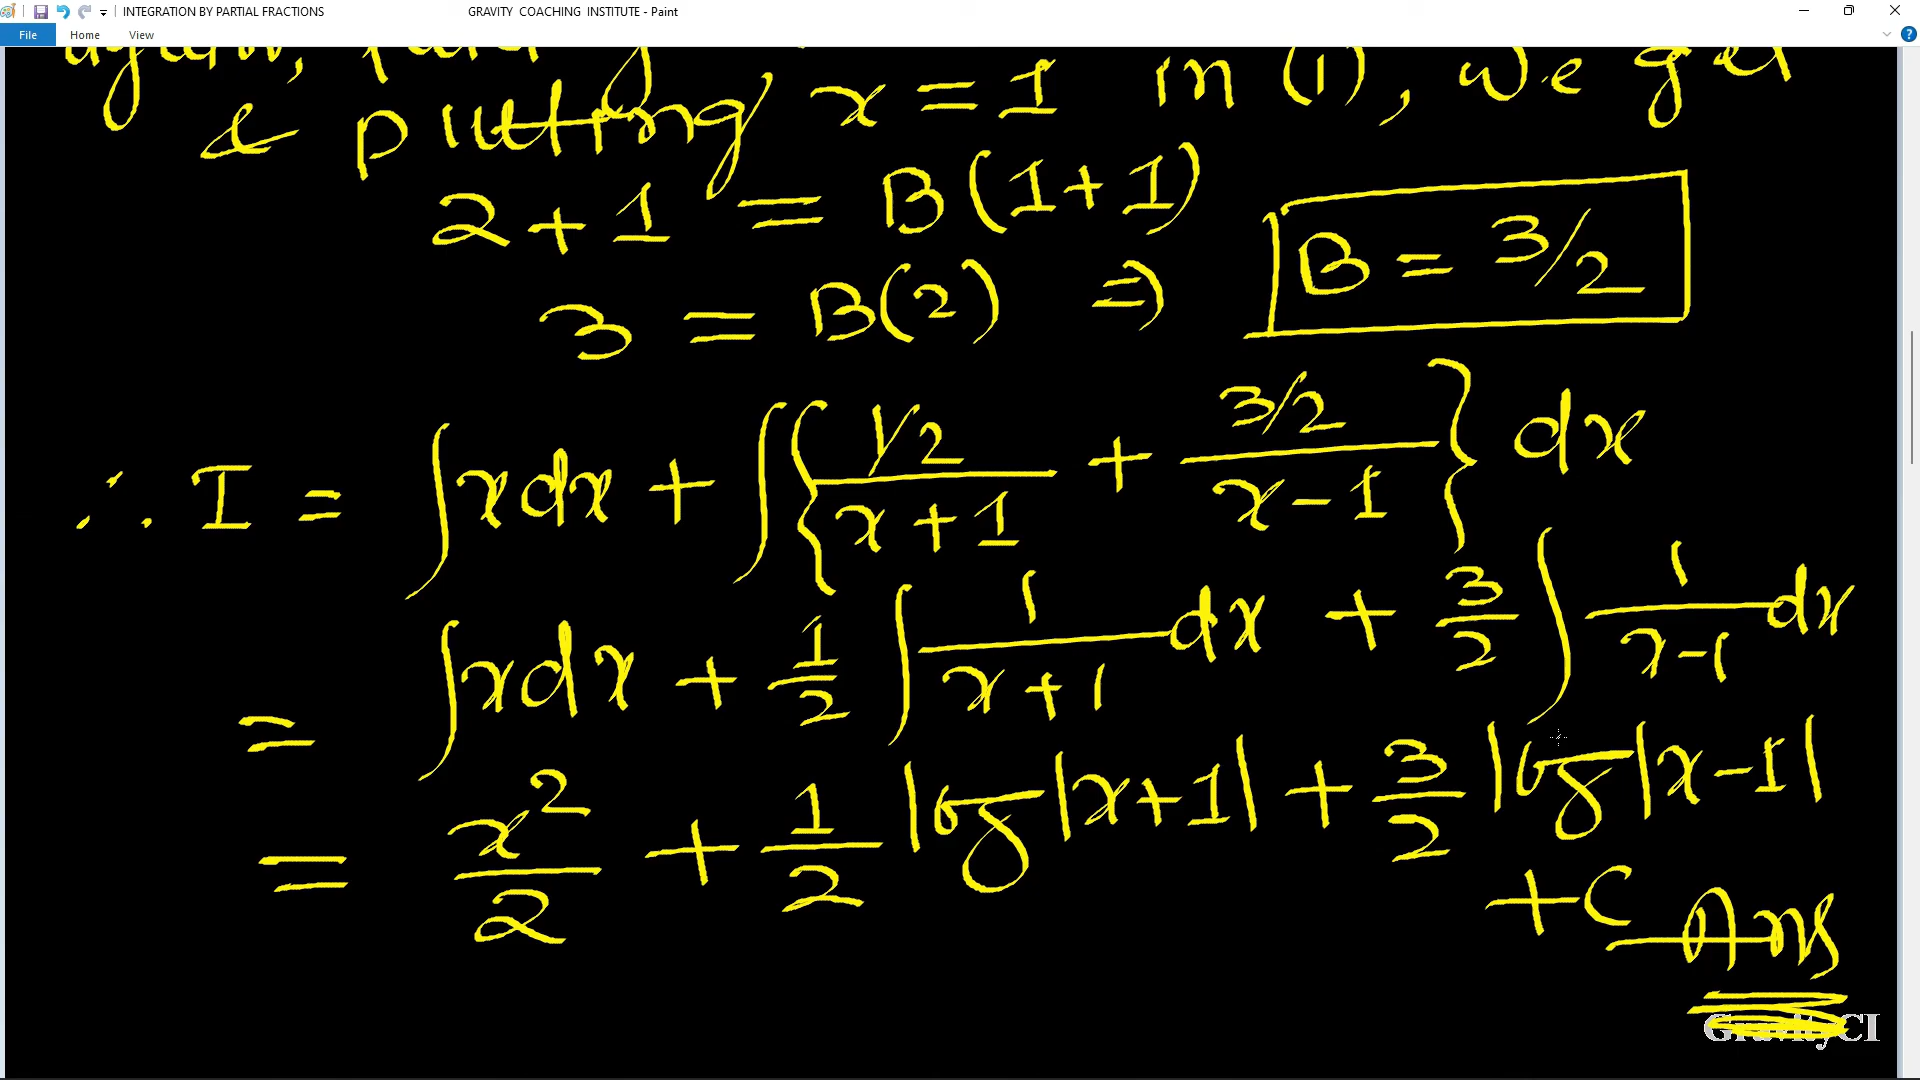 INTEGRATION BY PARTIAL FRACTIONS GRAVITY COACHING INSTITUTE - Paint
File Home View
& putting x = 1 in (1), we get
2 + 1 = B(1+1)
3 = B(2) ⇒ B = 3/2
∴ I = ∫x dx + ∫{ (1/2)/(x+1) + (3/2)/(x-1) } dx
= ∫x dx + 1/2 ∫ 1/(x+1) dx + 3/2 ∫ 1/(x-1) dx
= x²/2 + 1/2 log|x+1| + 3/2 log|x-1|
+C Ans
GravityCI